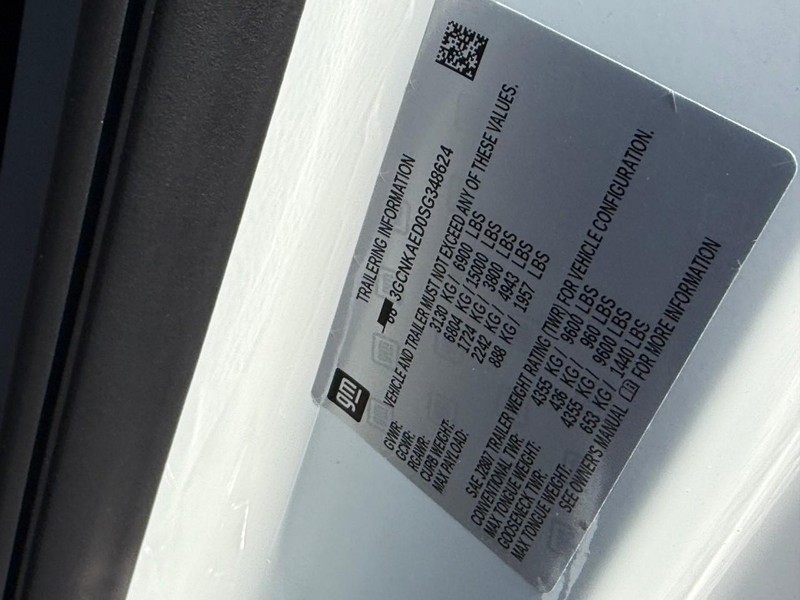 gm
TRAILERING INFORMATION
3GCNKAED0SG348624
VEHICLE AND TRAILER MUST NOT EXCEED ANY OF THESE VALUES.
GVWR: 3130 KG / 6900 LBS
GCWR: 6804 KG / 15000 LBS
RGAWR: 1724 KG / 3800 LBS
CURB WEIGHT: 2242 KG / 4943 LBS
MAX PAYLOAD: 888 KG / 1957 LBS
SAE J2807 TRAILER WEIGHT RATING (TWR) FOR VEHICLE CONFIGURATION.
CONVENTIONAL TWR: 4355 KG / 9600 LBS
MAX TONGUE WEIGHT: 436 KG / 960 LBS
GOOSENECK TWR: 4355 KG / 9600 LBS
MAX TONGUE WEIGHT: 653 KG / 1440 LBS
SEE OWNER'S MANUAL FOR MORE INFORMATION